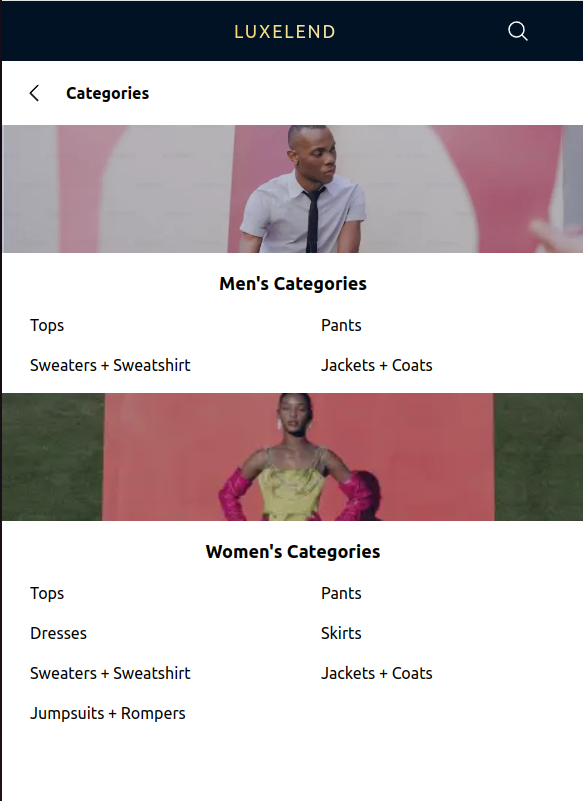 LUXELEND
Categories
Men's Categories
Tops Pants
Sweaters + Sweatshirt Jackets + Coats
Women's Categories
Tops Pants
Dresses Skirts
Sweaters + Sweatshirt Jackets + Coats
Jumpsuits + Rompers